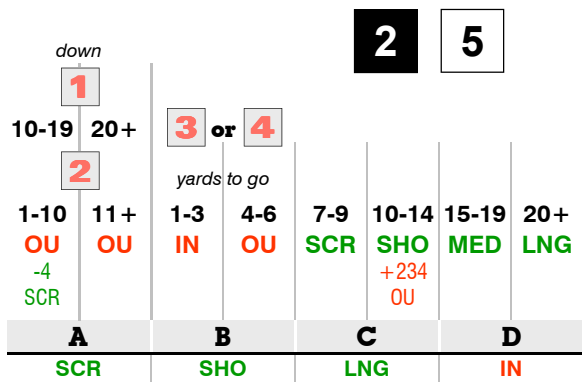 2 5
down
1
10-19 20+ 3 or 4
2 yards to go
1-10 11+ 1-3 4-6 7-9 10-14 15-19 20+
OU OU IN OU SCR SHO MED LNG
-4 +234
SCR OU
A B C D
SCR SHO LNG IN